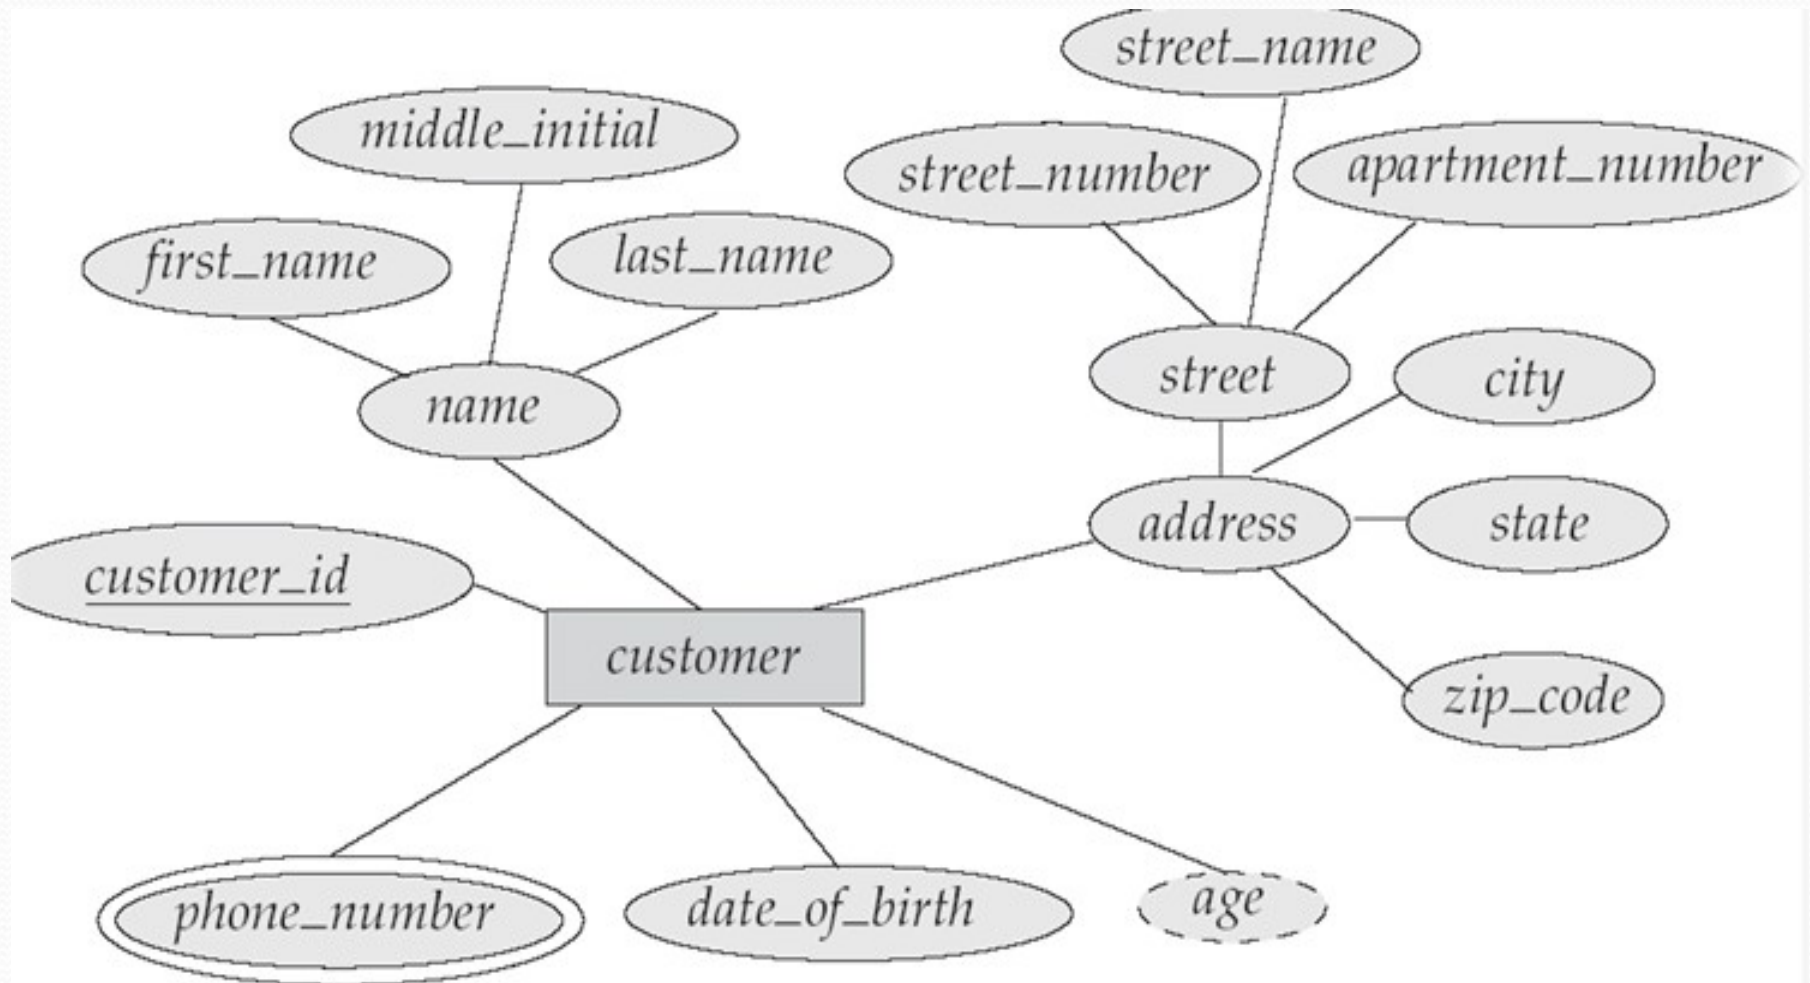 street_name
middle_initial
street_number
apartment_number
first_name
last_name
street
city
name
address
state
customer_id
customer
zip_code
phone_number
date_of_birth
age